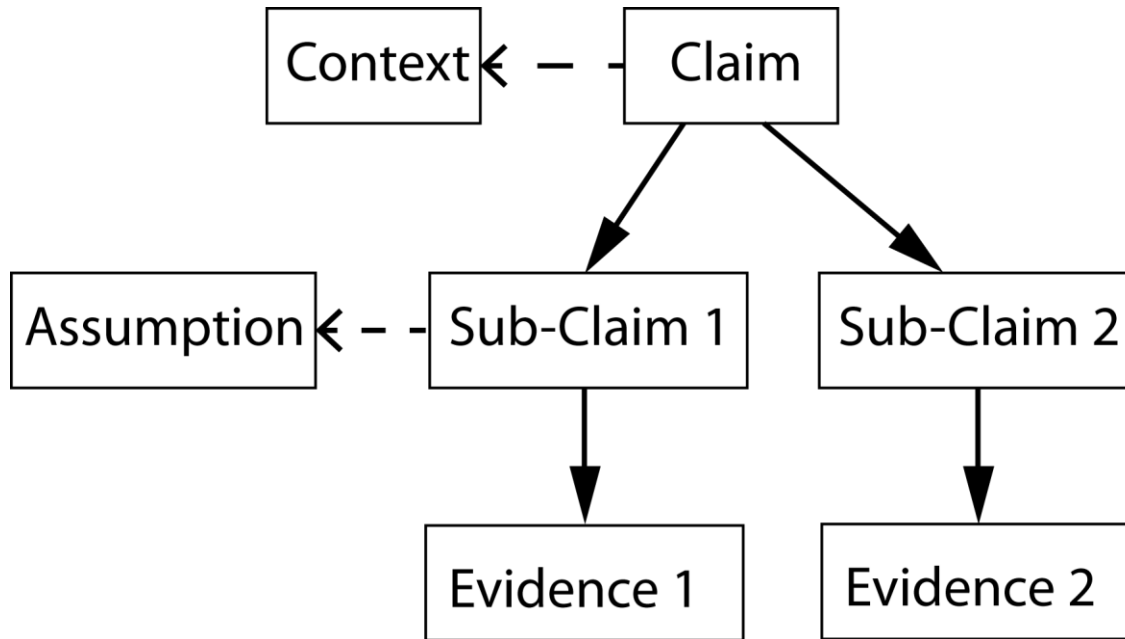 Context
Claim
Assumption
Sub-Claim 1
Sub-Claim 2
Evidence 1
Evidence 2